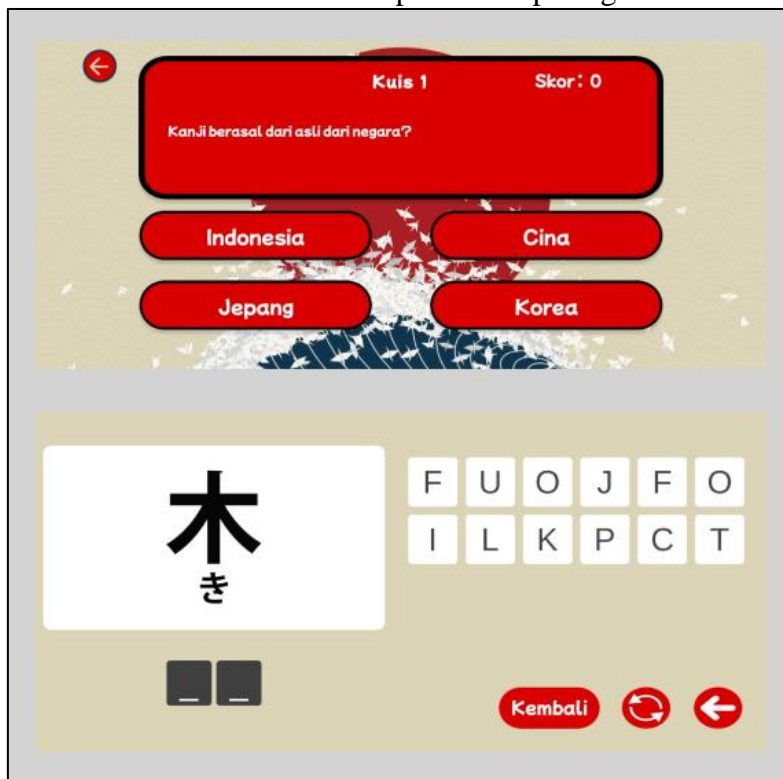 Kuis 1 Skor: 0
Kanji berasal dari asli dari negara?
Indonesia Cina
Jepang Korea
木
き
F U O J F O
I L K P C T
_ _
Kembali